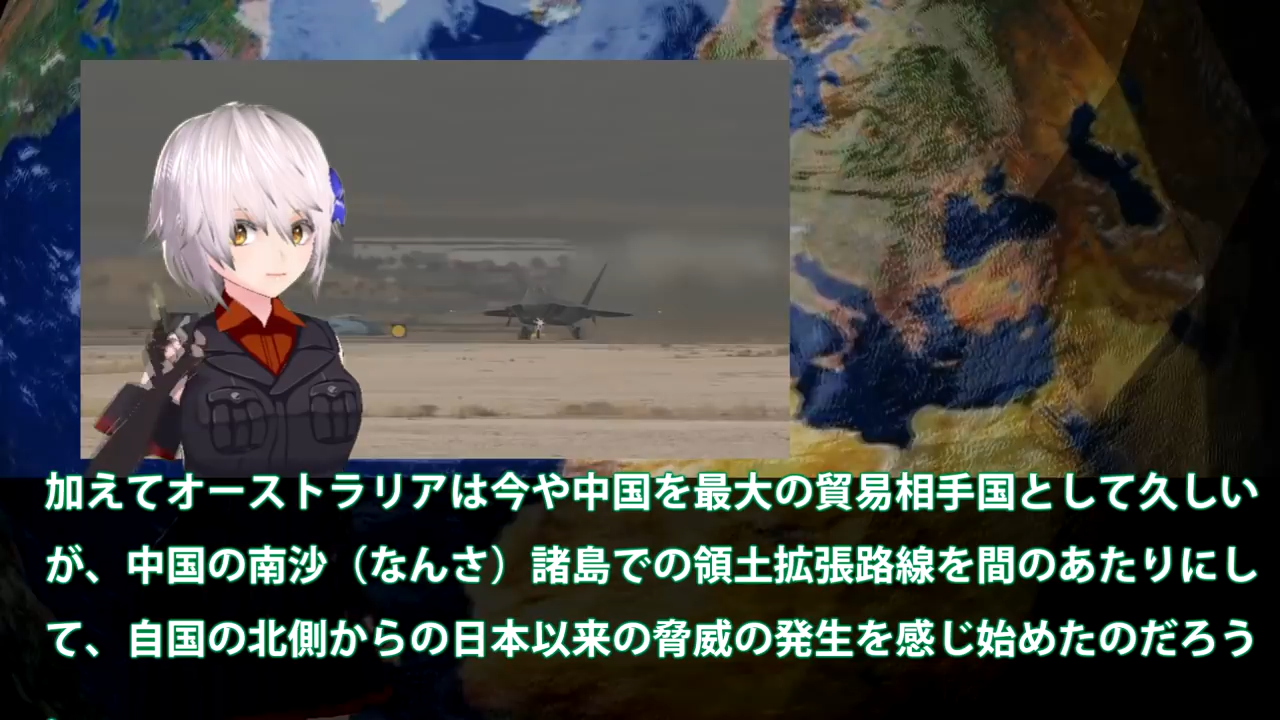 加えてオーストラリアは今や中国を最大の貿易相手国として久しい
が、中国の南沙（なんさ）諸島での領土拡張路線を間のあたりにし
て、自国の北側からの日本以来の脅威の発生を感じ始めたのだろう